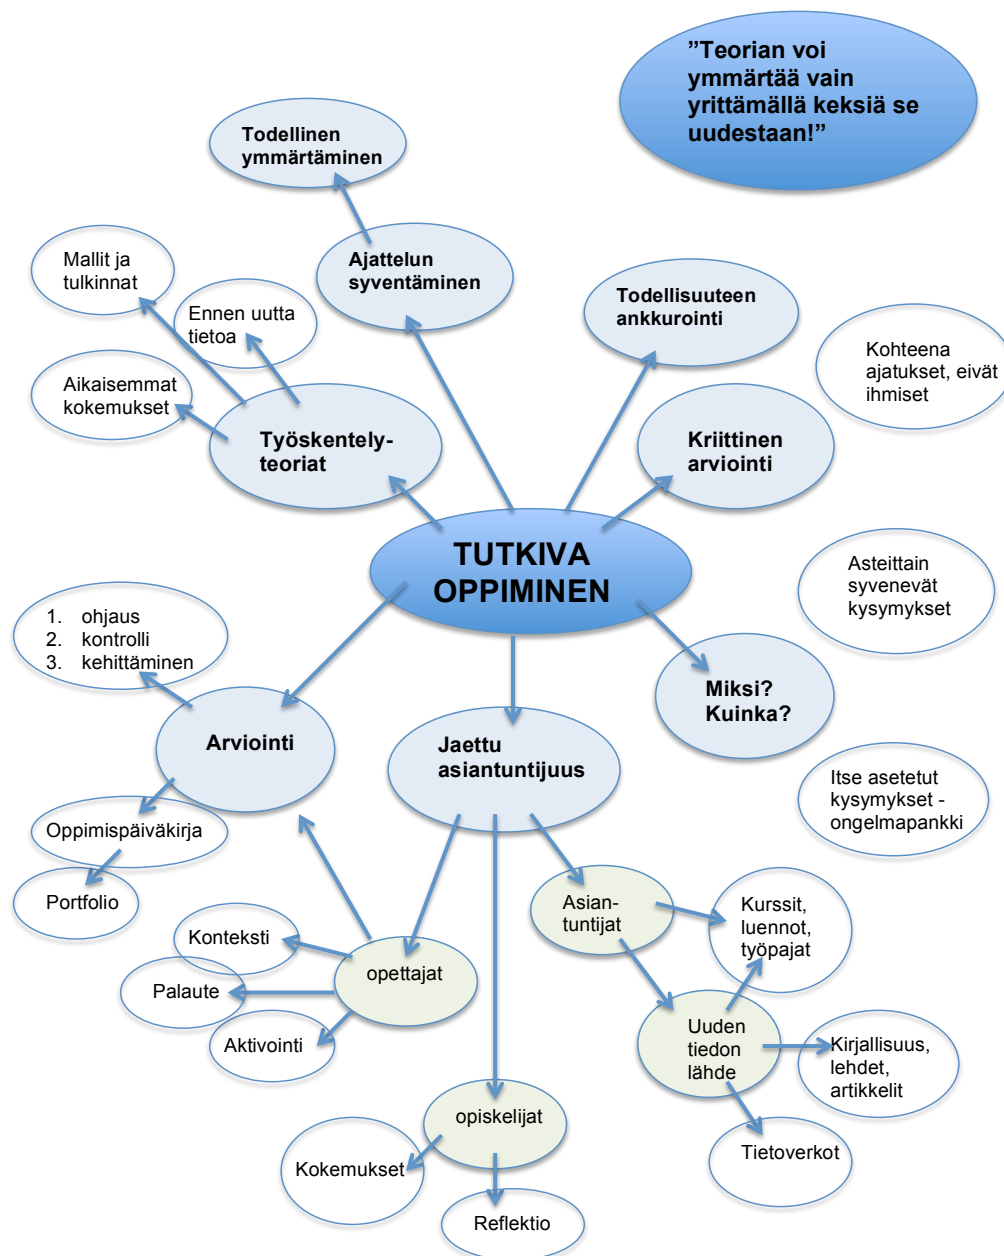 ”Teorian voi
ymmärtää vain
yrittämällä keksiä se
uudestaan!”
Todellinen
ymmärtäminen
Mallit ja
tulkinnat
Ajattelun
syventäminen
Ennen uutta
tietoa
Todellisuuteen
ankkurointi
Aikaisemmat
kokemukset
Kohteena
ajatukset, eivät
ihmiset
Työskentely-
teoriat
Kriittinen
arviointi
TUTKIVA
OPPIMINEN
Asteittain
syvenevät
kysymykset
1. ohjaus
2. kontrolli
3. kehittäminen
Miksi?
Kuinka?
Arviointi
Jaettu
asiantuntijuus
Itse asetetut
kysymykset -
ongelmapankki
Oppimispäiväkirja
Portfolio
Asian-
tuntijat
Kurssit,
luennot,
työpajat
Konteksti
opettajat
Palaute
Aktivointi
Uuden
tiedon
lähde
Kirjallisuus,
lehdet,
artikkelit
opiskelijat
Kokemukset
Tietoverkot
Reflektio